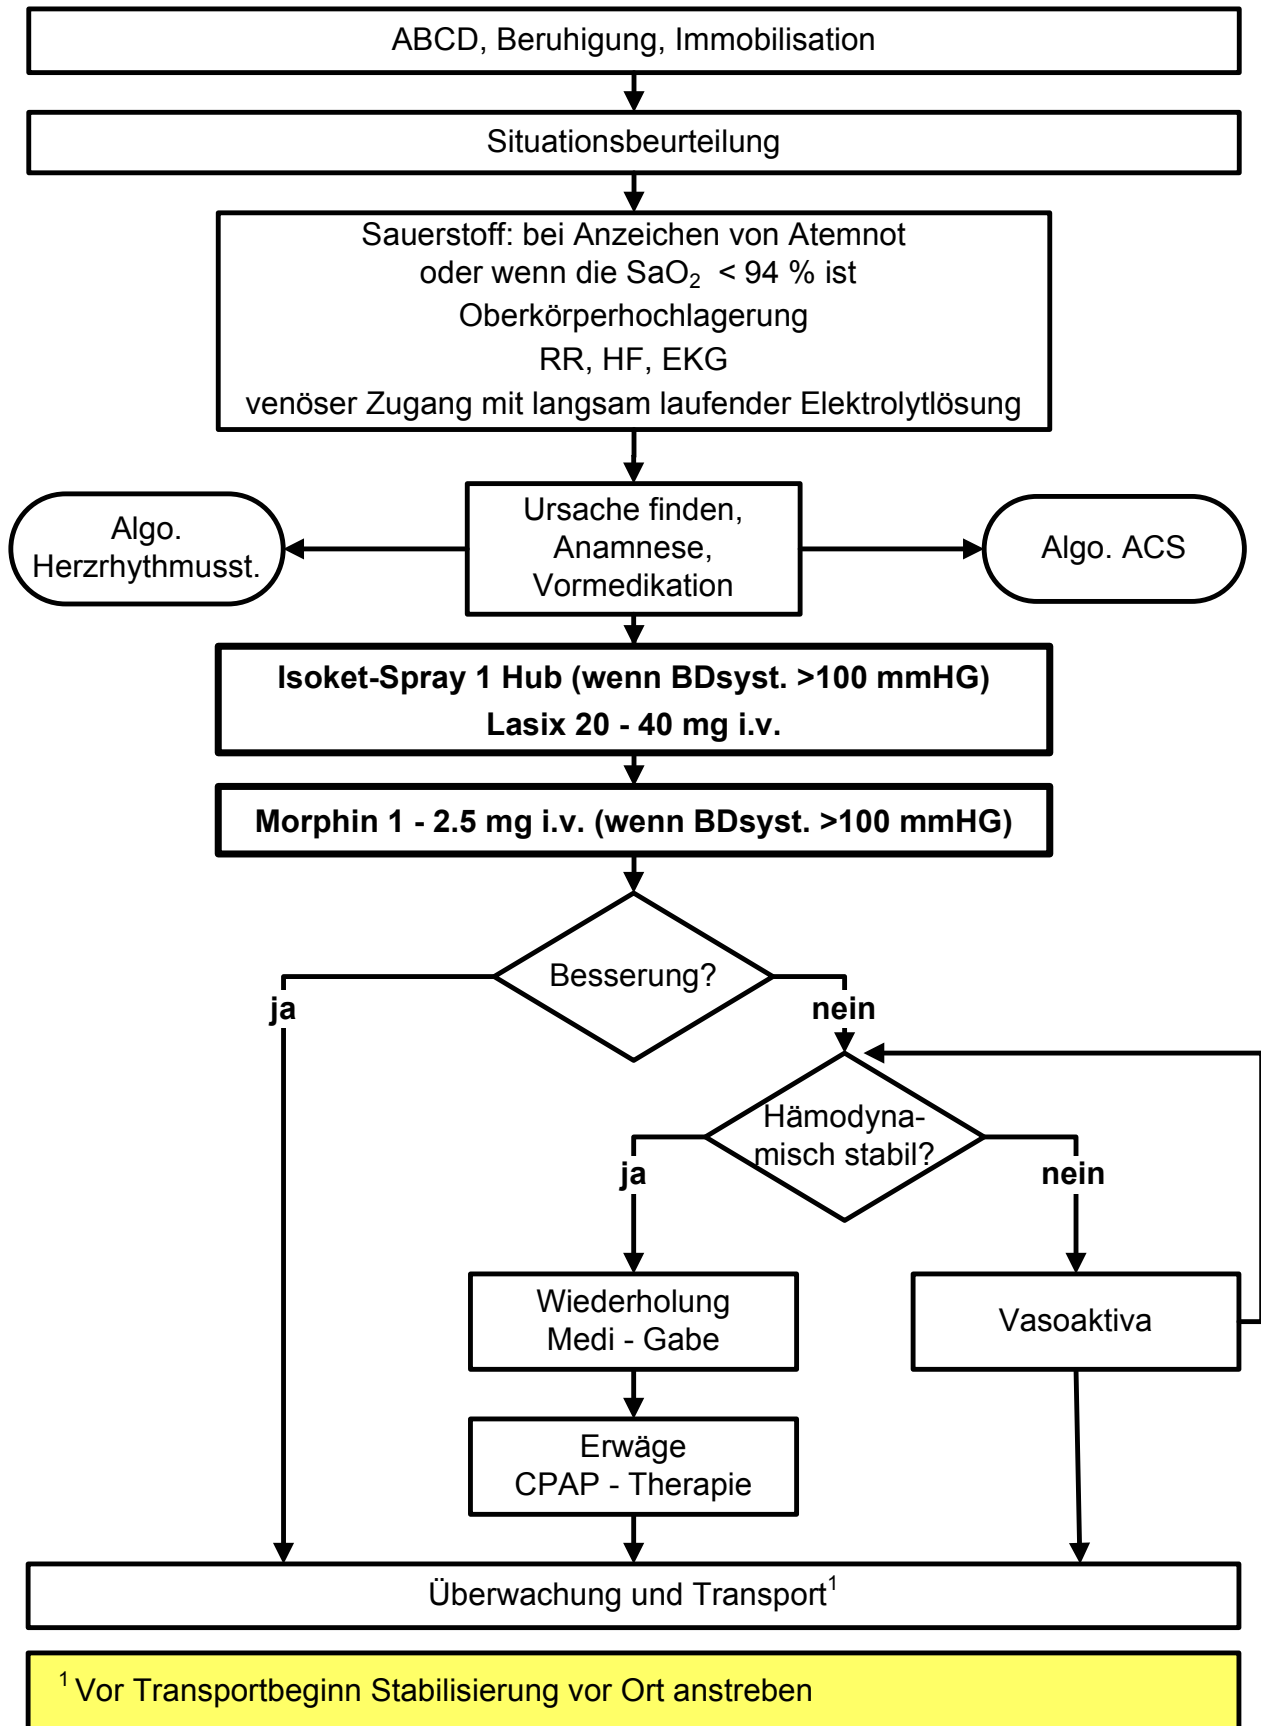 ABCD, Beruhigung, Immobilisation
Situationsbeurteilung
Sauerstoff: bei Anzeichen von Atemnot
oder wenn die SaO₂ < 94 % ist
Oberkörperhochlagerung
RR, HF, EKG
venöser Zugang mit langsam laufender Elektrolytlösung
Algo.
Herzrhythmusst.
Ursache finden,
Anamnese,
Vormedikation
Algo. ACS
Isoket-Spray 1 Hub (wenn BDsyst. >100 mmHG)
Lasix 20 - 40 mg i.v.
Morphin 1 - 2.5 mg i.v. (wenn BDsyst. >100 mmHG)
Besserung?
ja
nein
Hämodyna-
misch stabil?
ja
nein
Wiederholung
Medi - Gabe
Vasoaktiva
Erwäge
CPAP - Therapie
Überwachung und Transport¹
¹ Vor Transportbeginn Stabilisierung vor Ort anstreben